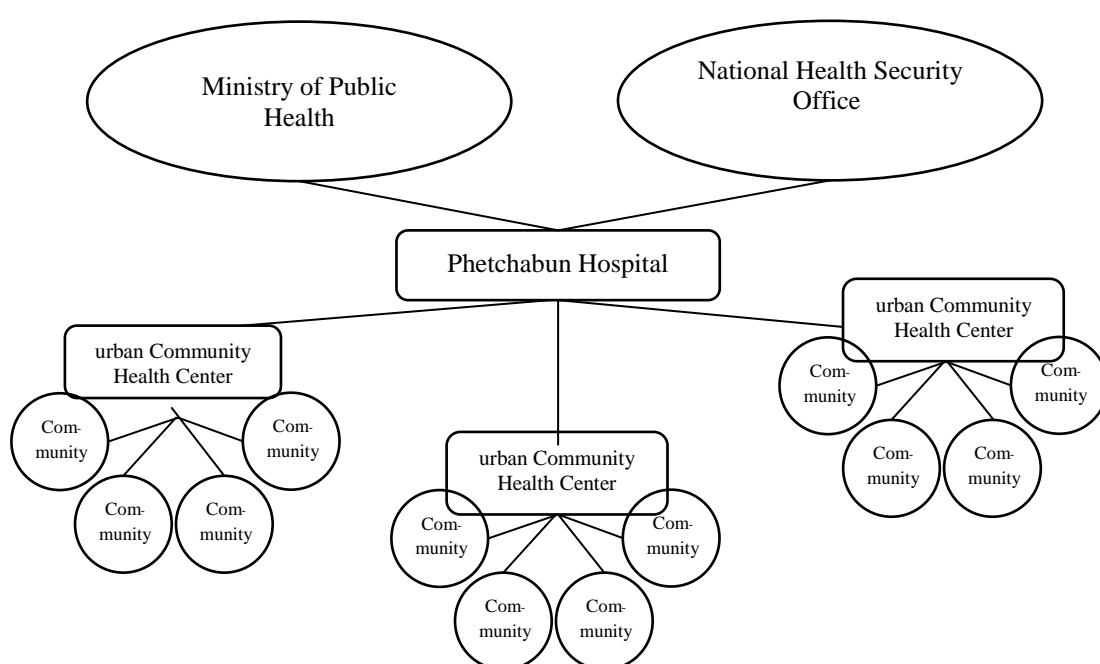 Ministry of Public
Health
National Health Security
Office
Phetchabun Hospital
urban Community
Health Center
Com-
munity
Com-
munity
Com-
munity
Com-
munity
urban Community
Health Center
Com-
munity
Com-
munity
Com-
munity
Com-
munity
urban Community
Health Center
Com-
munity
Com-
munity
Com-
munity
Com-
munity